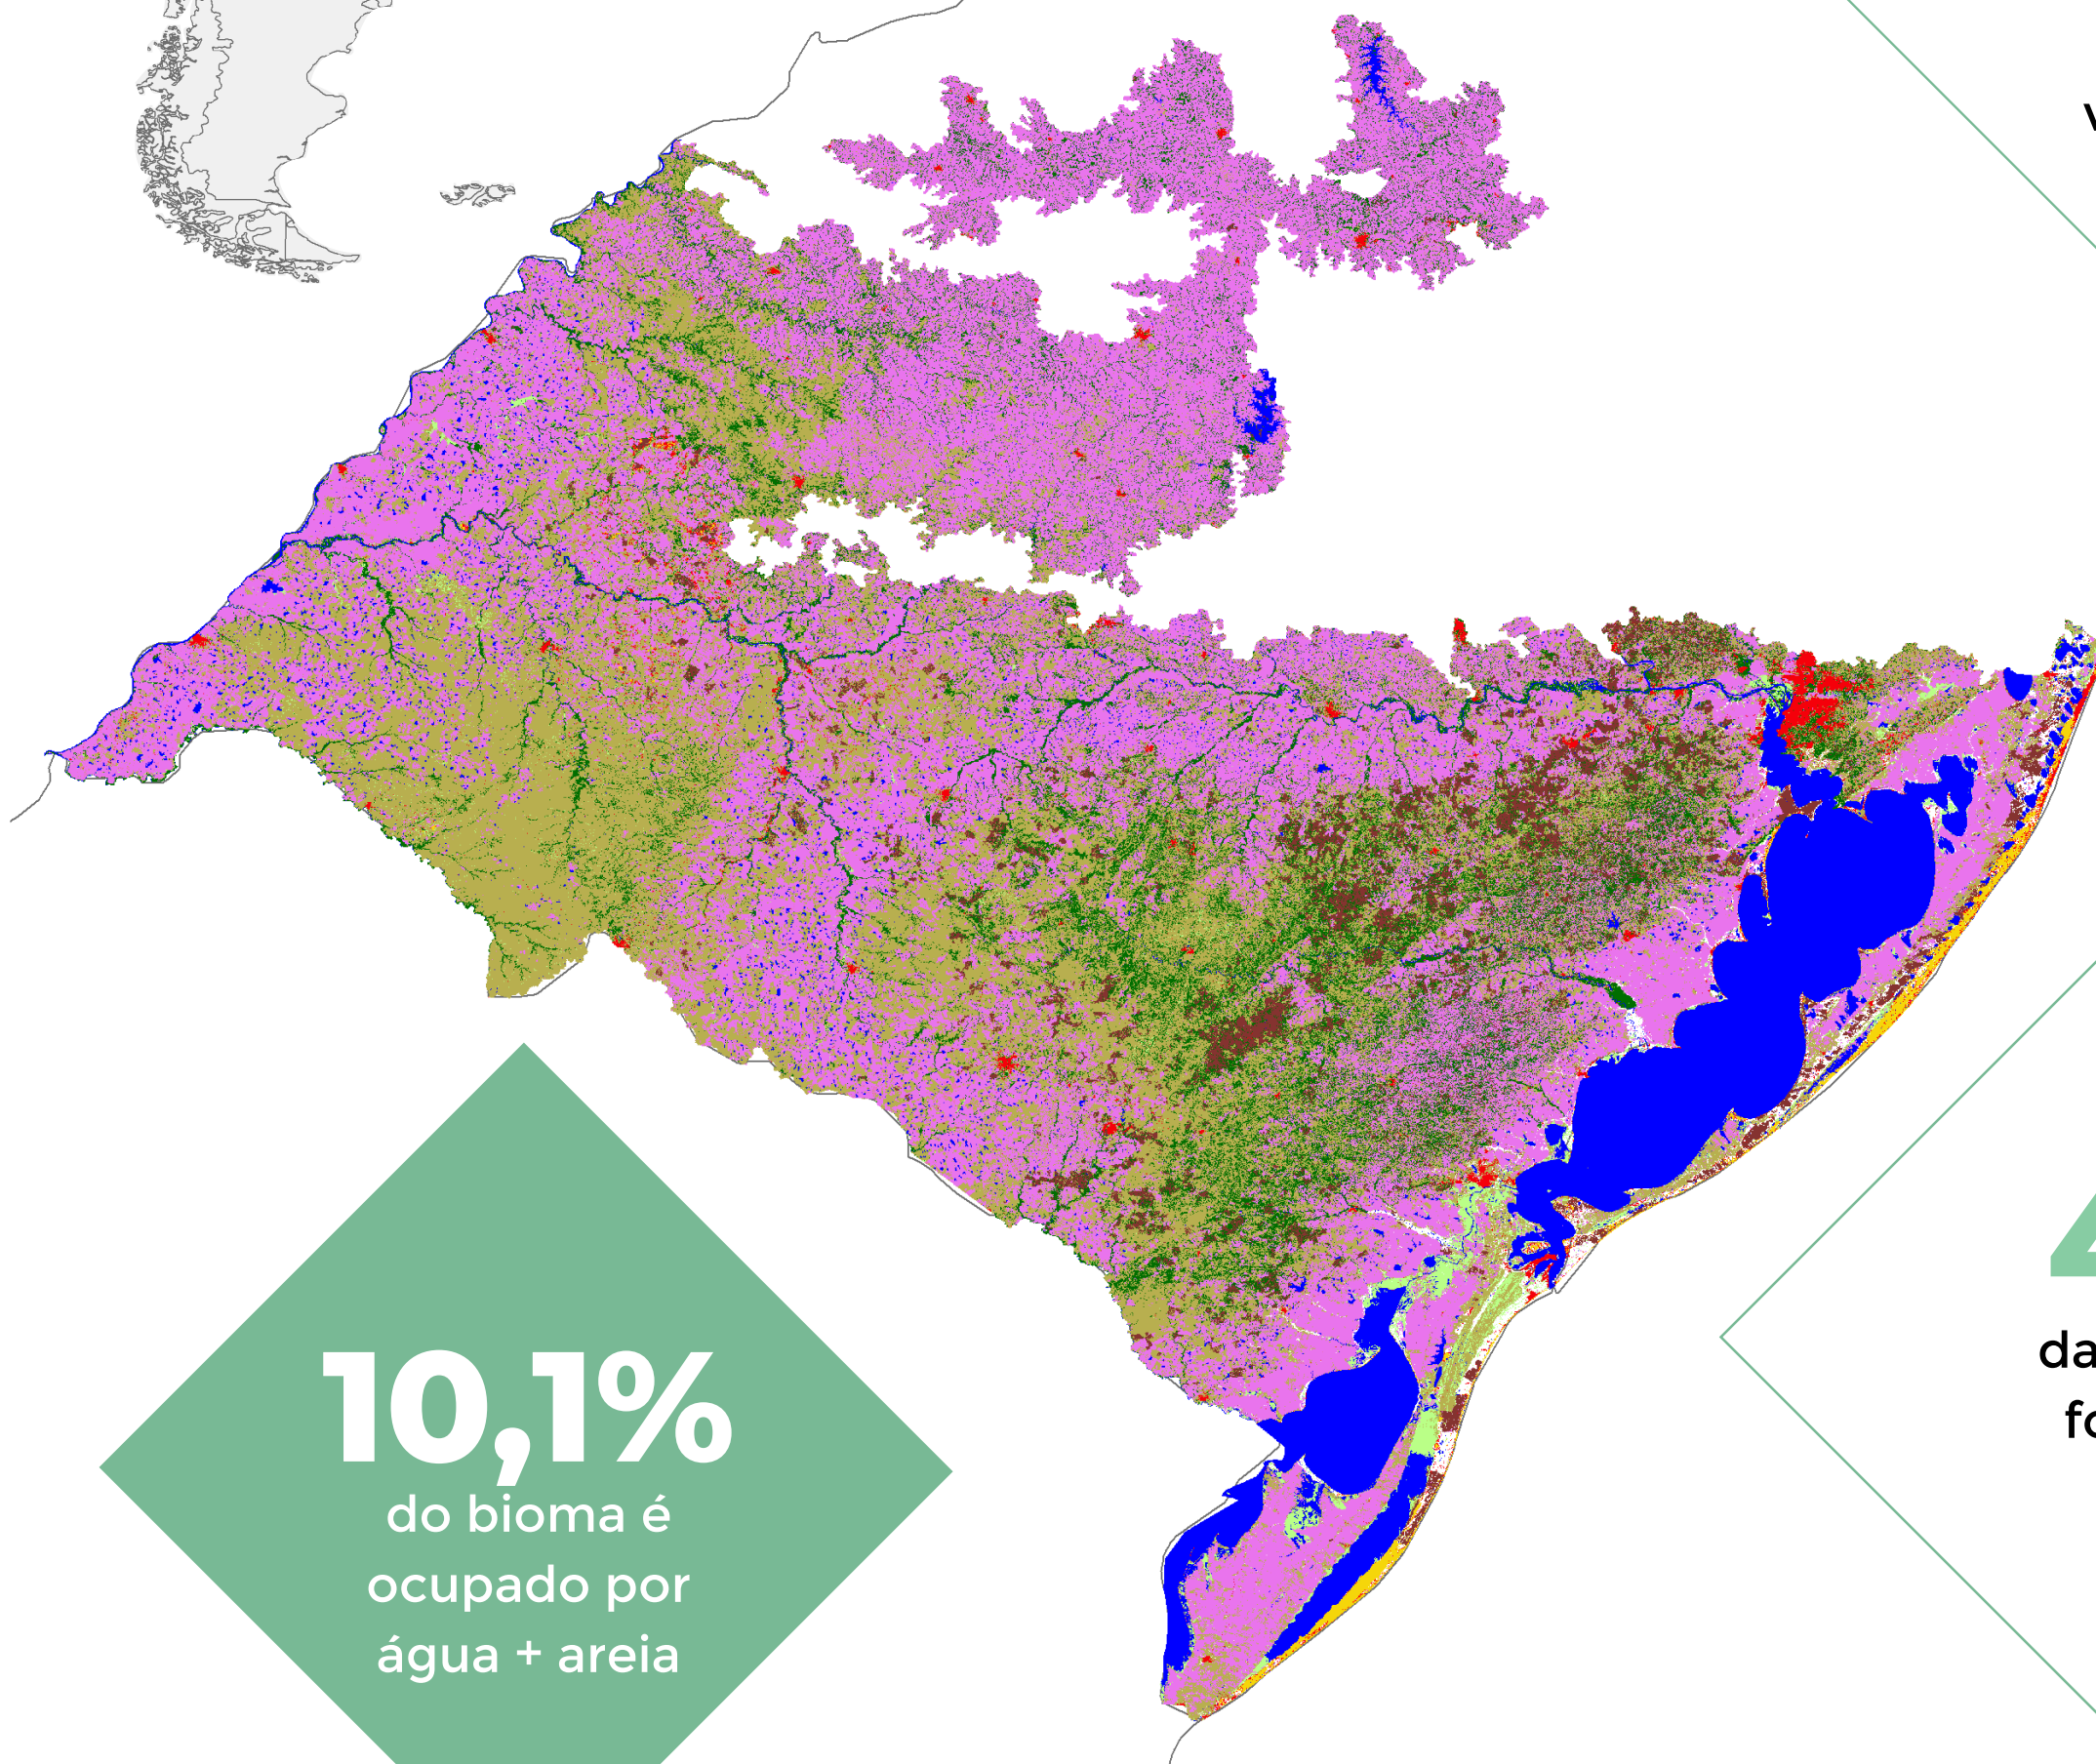 10,1%
do bioma é
ocupado por
água + areia